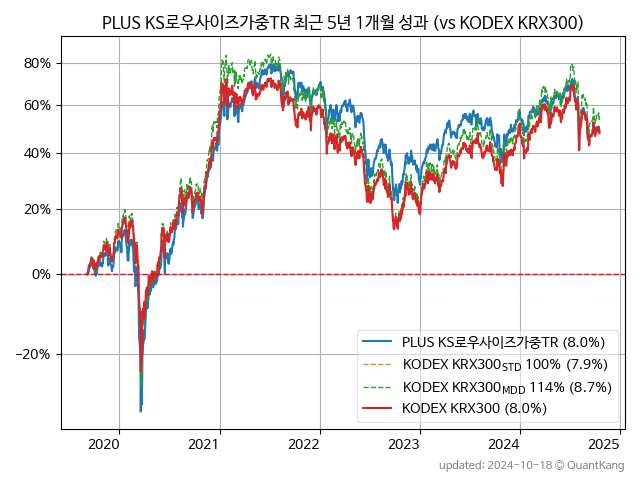 PLUS KS로우사이즈가중TR 최근 5년 1개월 성과 (vs KODEX KRX300)
80%
60%
40%
20%
0%
−20%
PLUS KS로우사이즈가중TR (8.0%)
KODEX KRX300STD 100% (7.9%)
KODEX KRX300MDD 114% (8.7%)
KODEX KRX300 (8.0%)
2020 2021 2022 2023 2024 2025
updated: 2024-10-18 © QuantKang